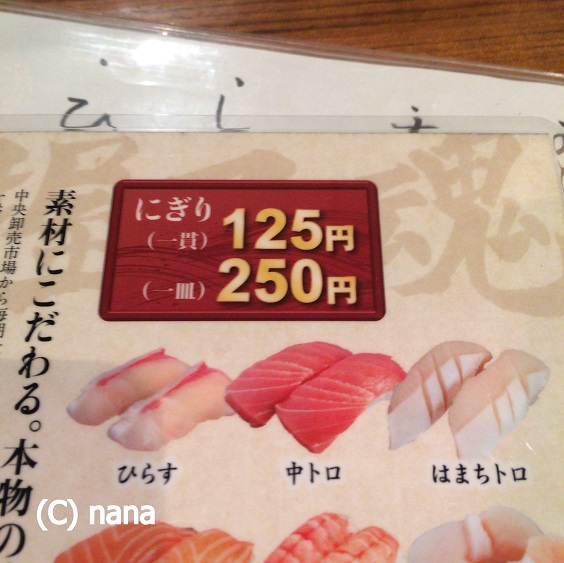 にぎり
(一貫) 125円
(一皿) 250円
素材にこだわる。本物の
中央卸売市場から毎朝
ひらす
中トロ
はまちトロ
魂
(C) nana